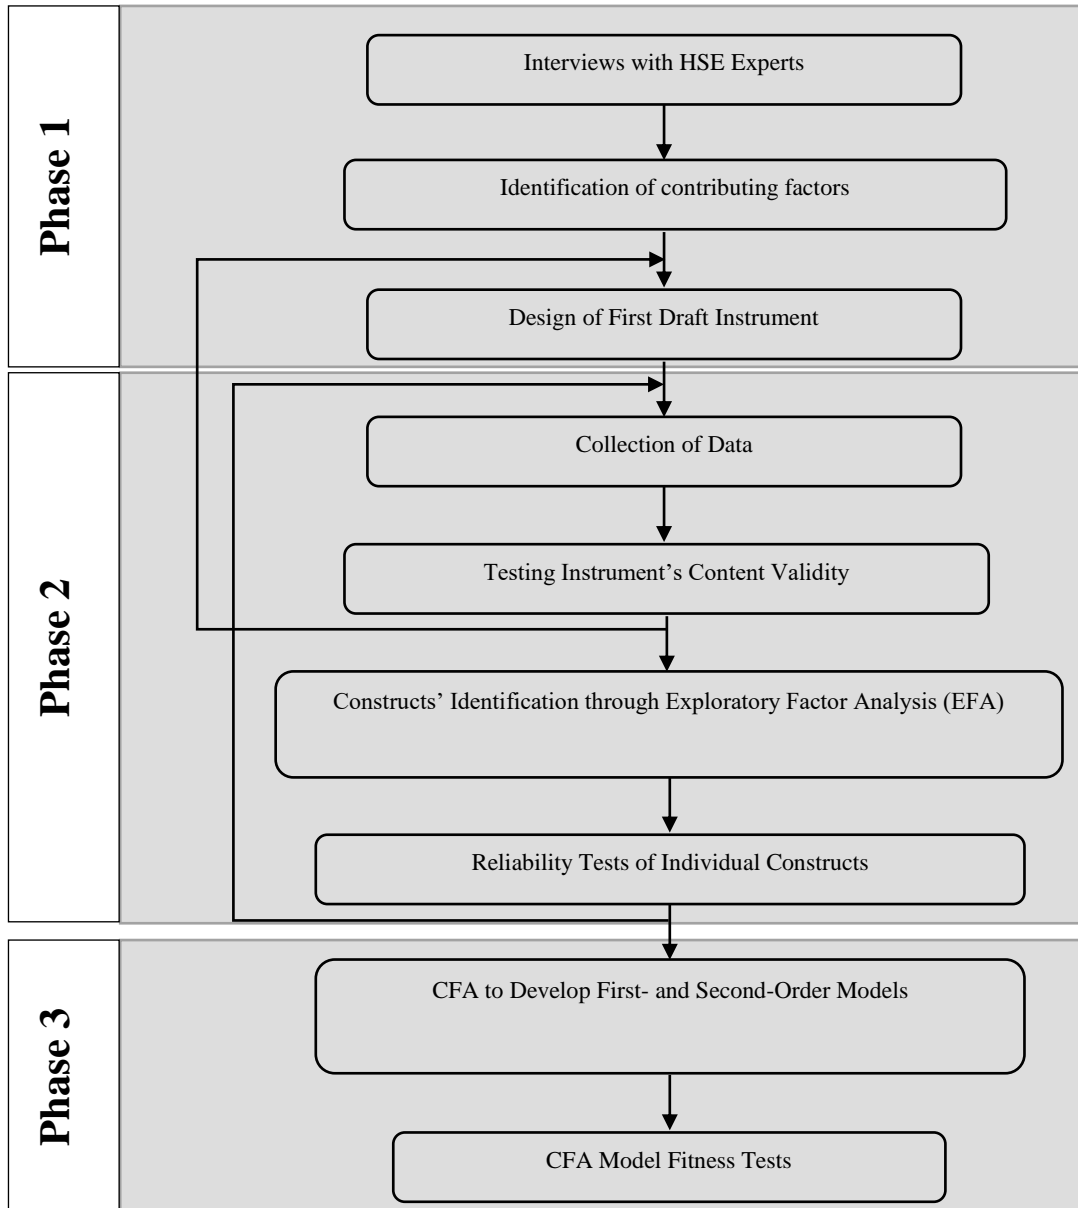 Phase 1
Interviews with HSE Experts
Identification of contributing factors
Design of First Draft Instrument
Phase 2
Collection of Data
Testing Instrument’s Content Validity
Constructs’ Identification through Exploratory Factor Analysis (EFA)
Reliability Tests of Individual Constructs
Phase 3
CFA to Develop First- and Second-Order Models
CFA Model Fitness Tests